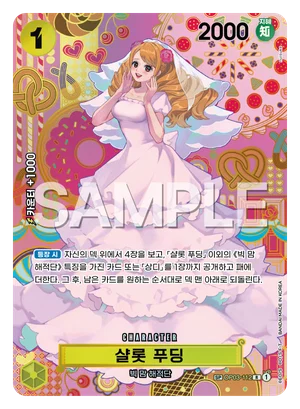 1
2000
지혜
知
카운터 +1000
SAMPLE
등장 시 자신의 덱 위에서 4장을 보고, 「샬롯 푸딩」 이외의 《빅 맘
해적단》 특징을 가진 카드 또는 「상디」를 1장까지 공개하고 패에
더한다. 그 후, 남은 카드를 원하는 순서대로 덱 맨 아래로 되돌린다.
CHARACTER
샬롯 푸딩
빅 맘 해적단
SP OP03-112 R 1